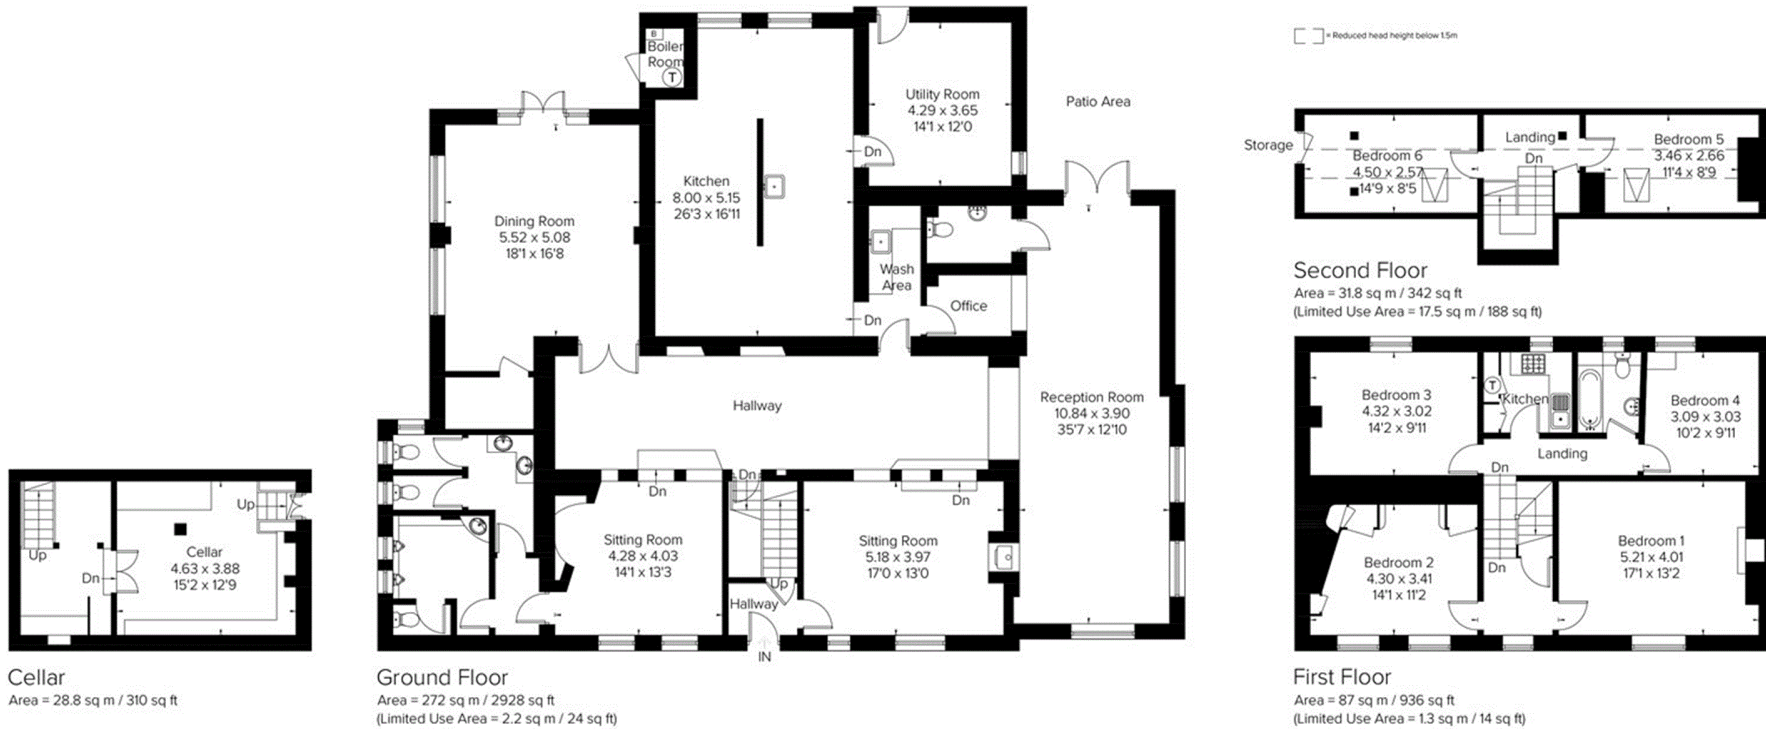 Cellar
4.63 x 3.88
15'2 x 12'9
Up
Up
Dn
Cellar
Area = 28.8 sq m / 310 sq ft
B
Boiler
Room
T
Kitchen
8.00 x 5.15
26'3 x 16'11
Utility Room
4.29 x 3.65
14'1 x 12'0
Dn
Patio Area
Dining Room
5.52 x 5.08
18'1 x 16'8
Wash
Area
Office
Dn
Hallway
Reception Room
10.84 x 3.90
35'7 x 12'10
Dn
Dn
Dn
Sitting Room
4.28 x 4.03
14'1 x 13'3
Sitting Room
5.18 x 3.97
17'0 x 13'0
Up
Hallway
IN
Ground Floor
Area = 272 sq m / 2928 sq ft
(Limited Use Area = 2.2 sq m / 24 sq ft)
= Reduced head height below 1.5m
Storage
Bedroom 6
4.50 x 2.57
14'9 x 8'5
Landing
Dn
Bedroom 5
3.46 x 2.66
11'4 x 8'9
Second Floor
Area = 31.8 sq m / 342 sq ft
(Limited Use Area = 17.5 sq m / 188 sq ft)
Bedroom 3
4.32 x 3.02
14'2 x 9'11
T
Kitchen
Bedroom 4
3.09 x 3.03
10'2 x 9'11
Landing
Dn
Dn
Bedroom 2
4.30 x 3.41
14'1 x 11'2
Bedroom 1
5.21 x 4.01
17'1 x 13'2
First Floor
Area = 87 sq m / 936 sq ft
(Limited Use Area = 1.3 sq m / 14 sq ft)